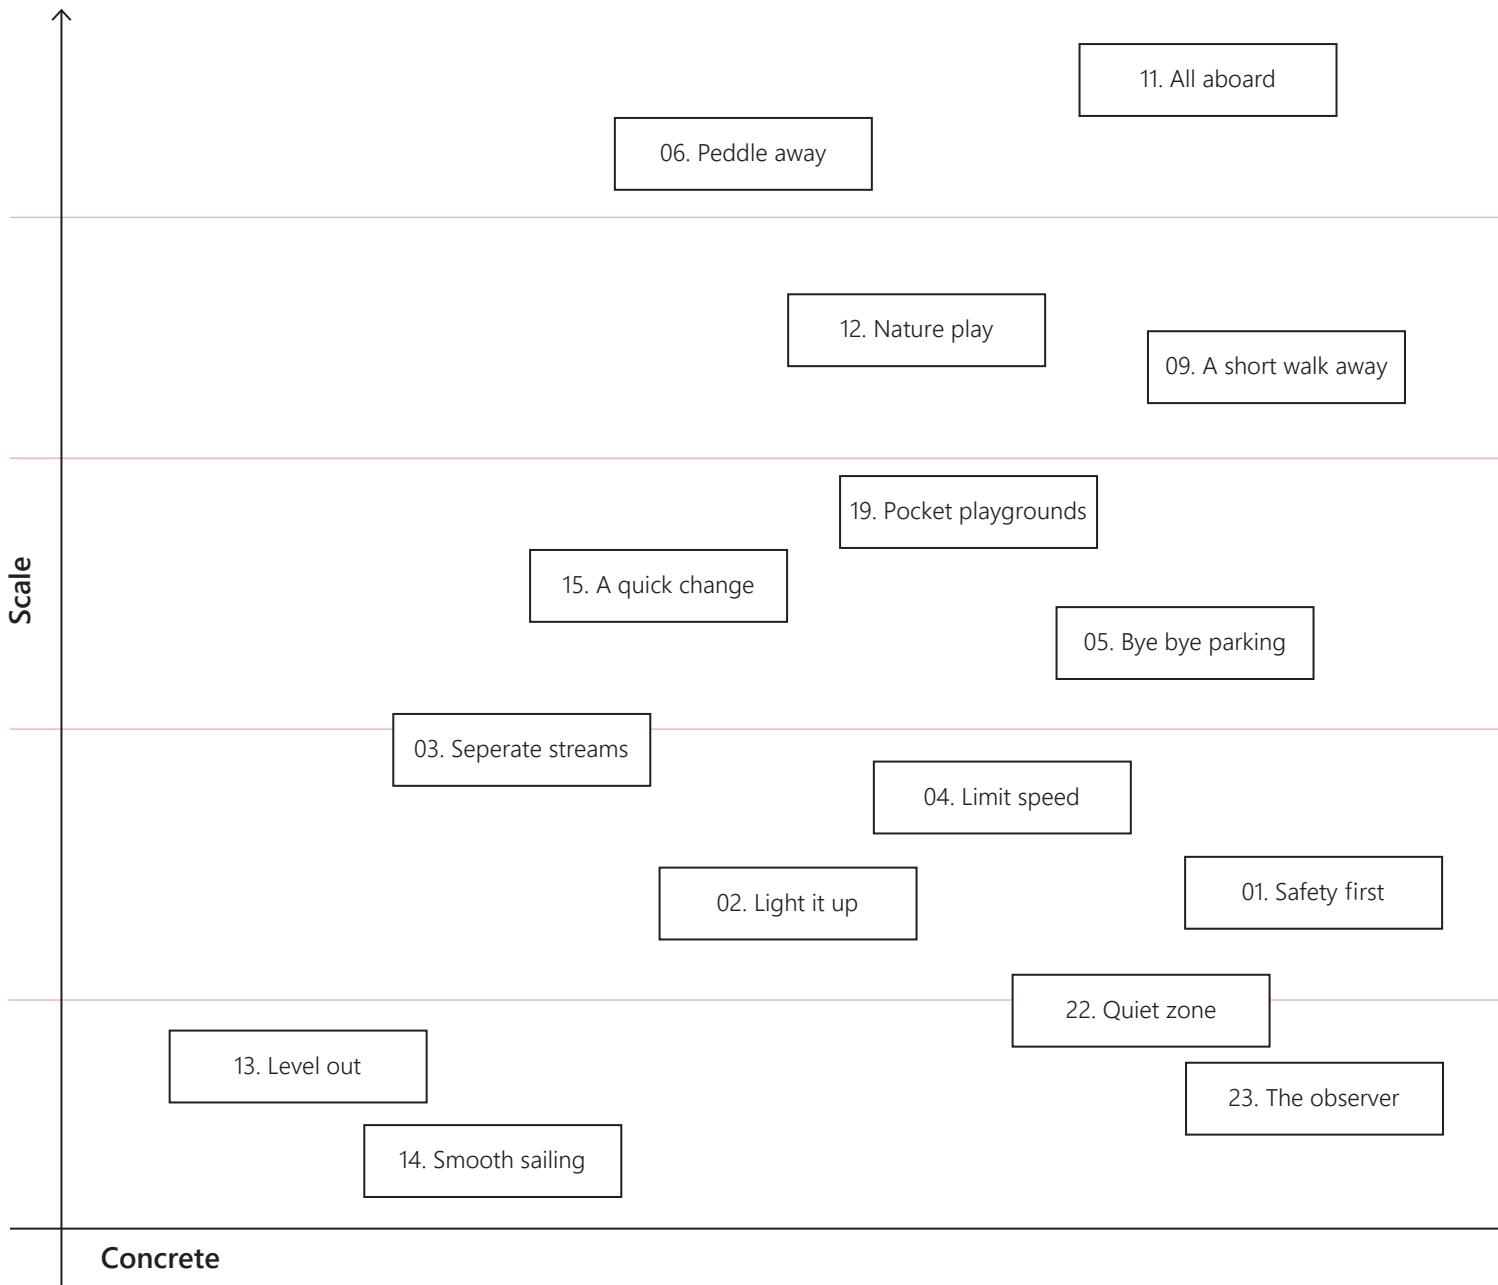 11. All aboard
06. Peddle away
12. Nature play
09. A short walk away
19. Pocket playgrounds
15. A quick change
Scale
05. Bye bye parking
03. Seperate streams
04. Limit speed
01. Safety first
02. Light it up
22. Quiet zone
13. Level out
23. The observer
14. Smooth sailing
Concrete